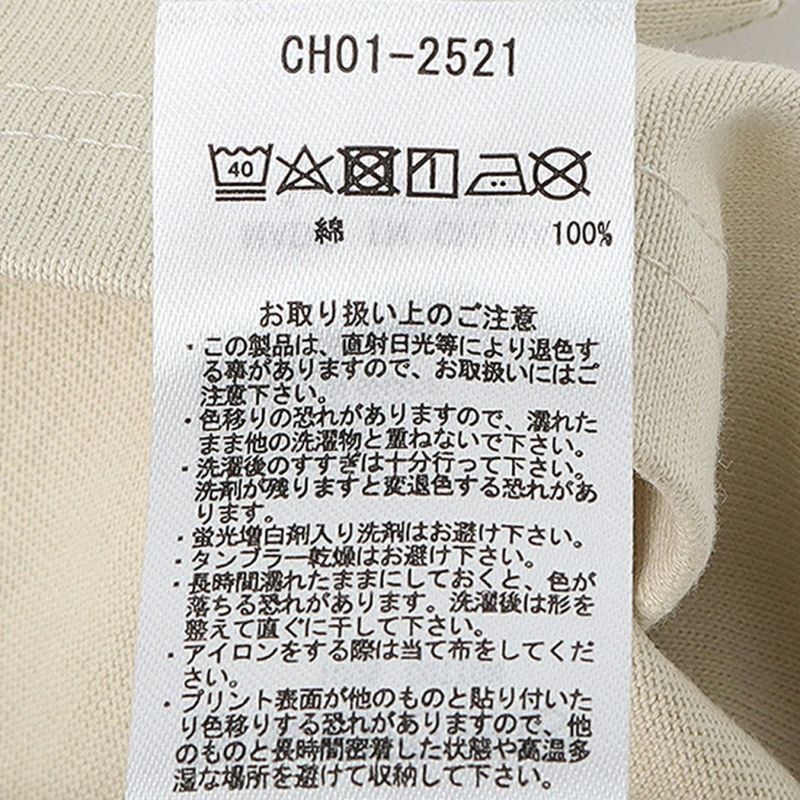 CH01-2521
40
綿 100%
お取り扱い上のご注意
・この製品は、直射日光等により退色す
る事がありますので、お取扱いにはご
注意下さい。
・色移りの恐れがありますので、濡れた
まま他の洗濯物と重ねないで下さい。
・洗濯後のすすぎは十分行って下さい。
洗剤が残りますと変退色する恐れがあ
ります。
・蛍光増白剤入り洗剤はお避け下さい。
・タンブラー乾燥はお避け下さい。
・長時間濡れたままにしておくと、色が
落ちる恐れがあります。洗濯後は形を
整えて直ぐに干して下さい。
・アイロンをする際は当て布をしてくだ
さい。
・プリント表面が他のものと貼り付いた
り色移りする恐れがありますので、他
のものと長時間密着した状態や高温多
湿な場所を避けて収納して下さい。